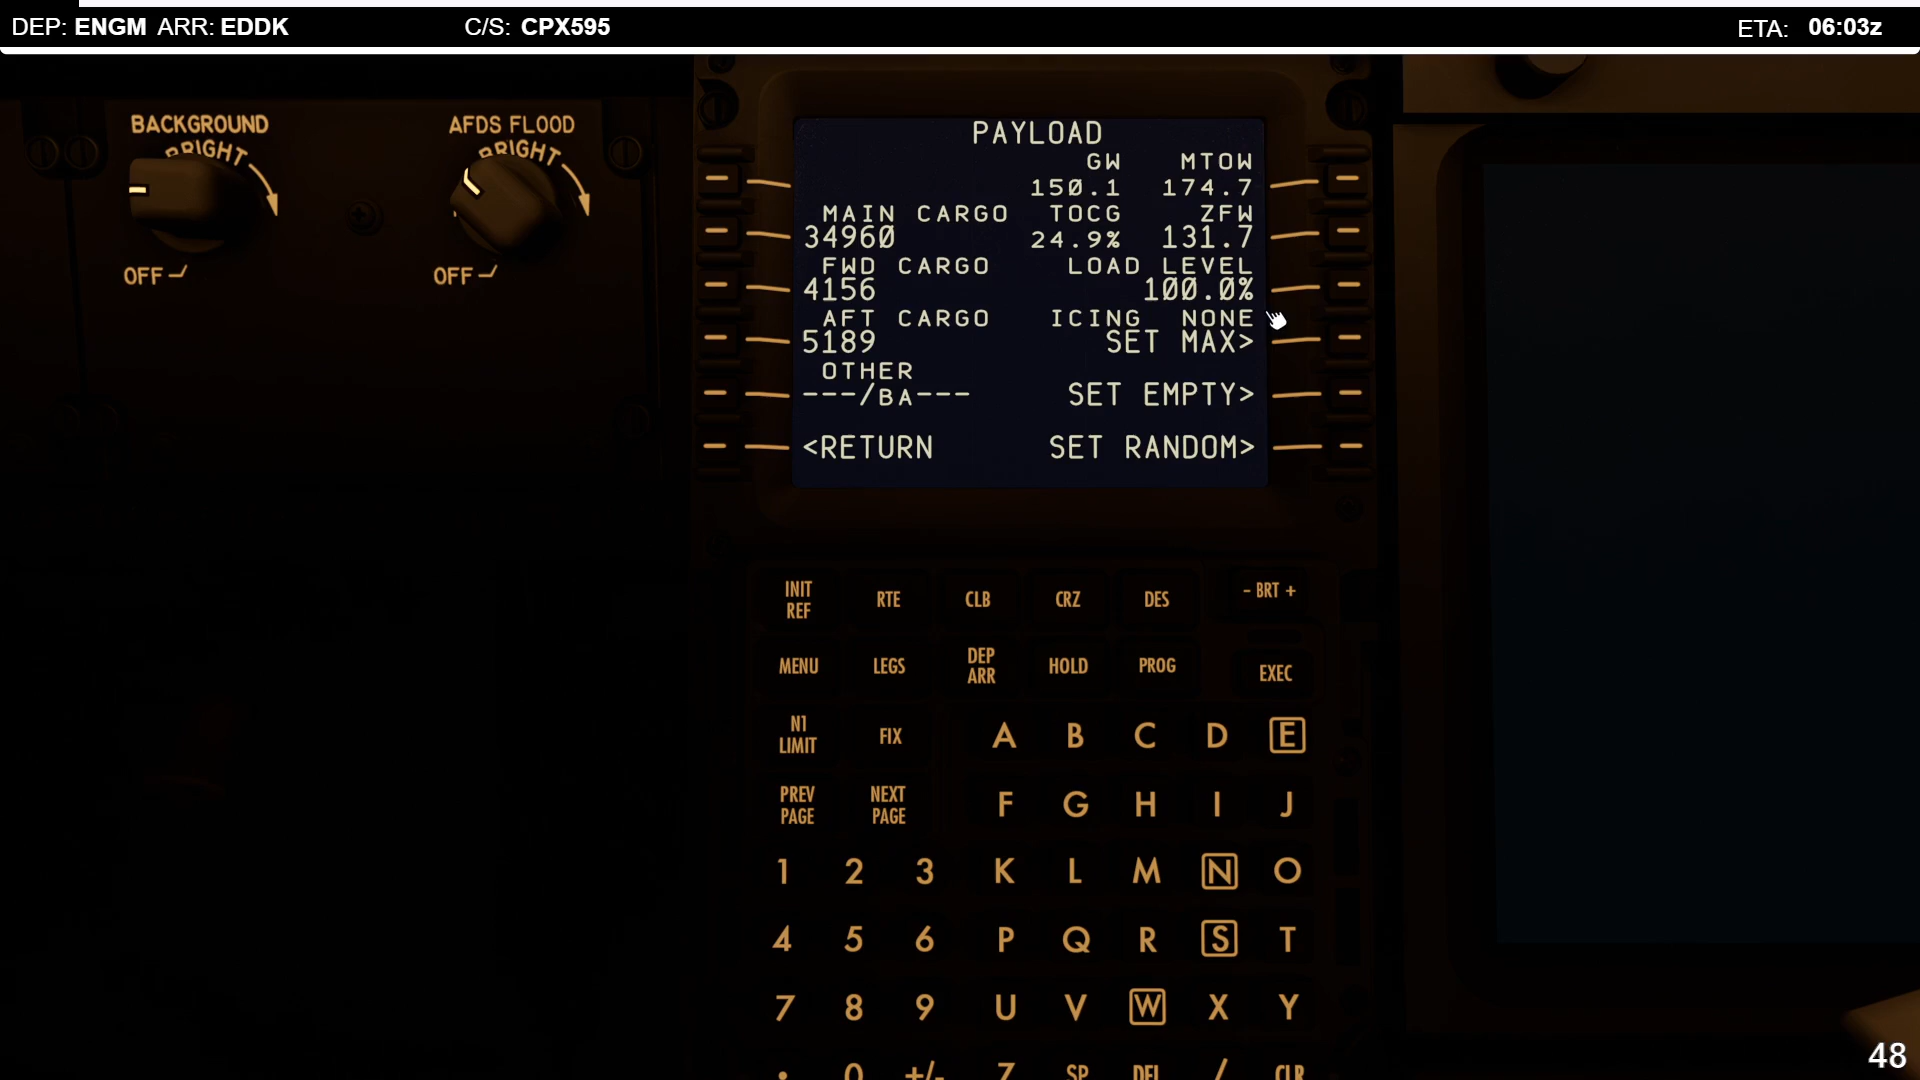 DEP: ENGM ARR: EDDK C/S: CPX595 ETA: 06:03z
BACKGROUND
BRIGHT
OFF
AFDS FLOOD
BRIGHT
OFF
PAYLOAD
GW MTOW
150.1 174.7
MAIN CARGO TOCG ZFW
34960 24.9% 131.7
FWD CARGO LOAD LEVEL
4156 100.0%
AFT CARGO ICING NONE
5189 SET MAX>
OTHER
---/BA--- SET EMPTY>
<RETURN SET RANDOM>
INIT REF RTE CLB CRZ DES - BRT +
MENU LEGS DEP ARR HOLD PROG EXEC
N1 LIMIT FIX A B C D E
PREV PAGE NEXT PAGE F G H I J
1 2 3 K L M N O
4 5 6 P Q R S T
7 8 9 U V W X Y
. 0 +/- Z SP DEL / CLR
48